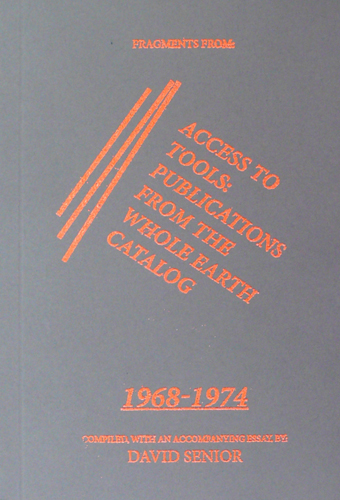 FRAGMENTS FROM:
ACCESS TO
TOOLS:
PUBLICATIONS
FROM THE
WHOLE EARTH
CATALOG
1968-1974
COMPILED, WITH AN ACCOMPANYING ESSAY, BY:
DAVID SENIOR